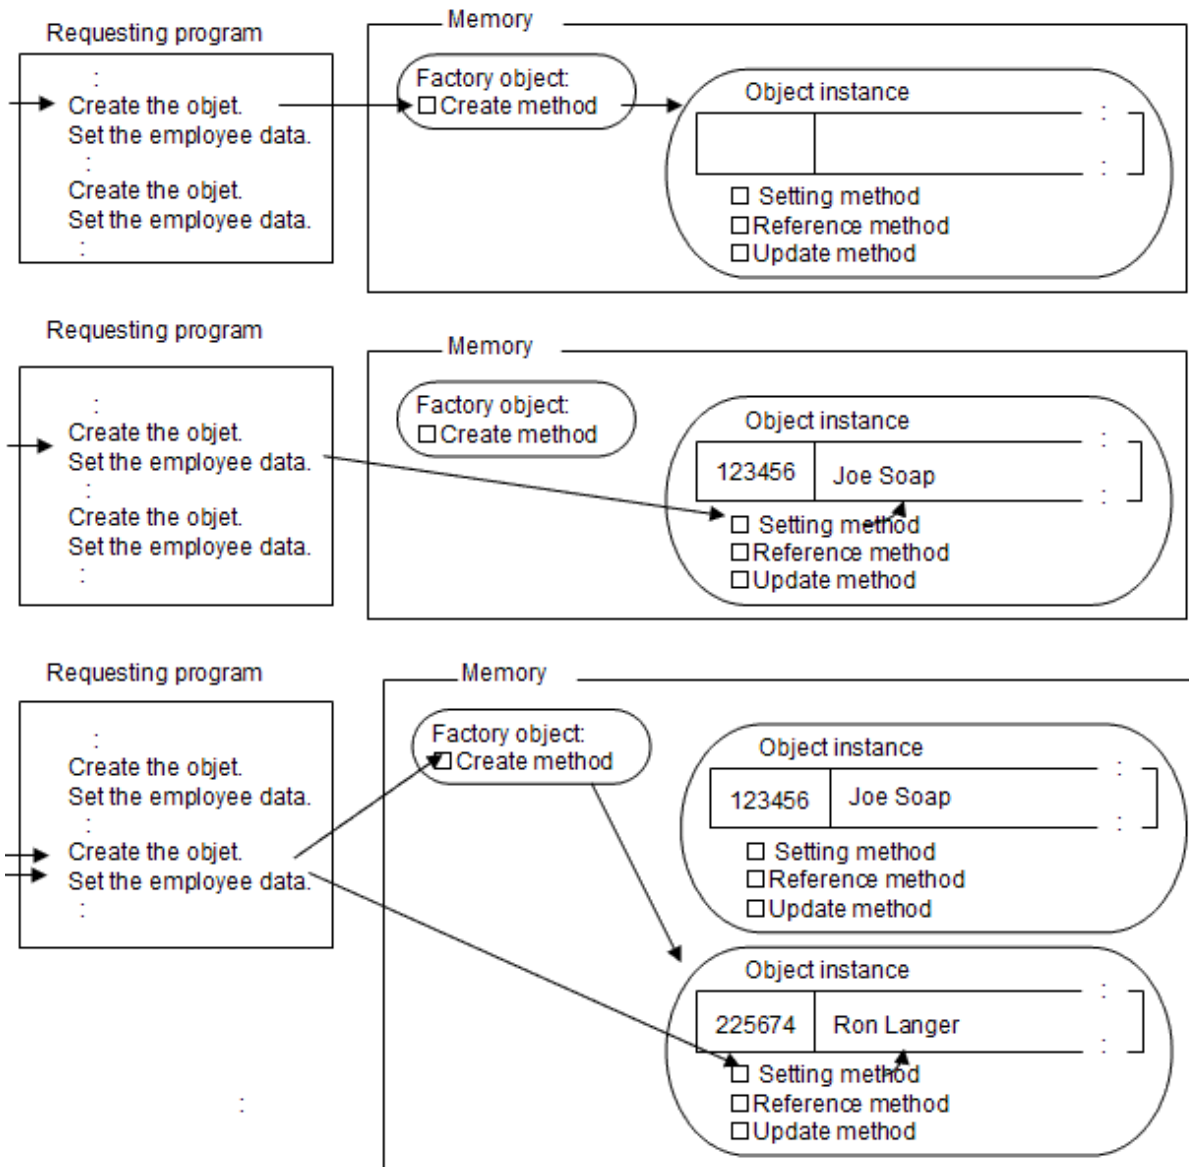 Requesting program
Memory
:
Create the objet.
Set the employee data.
:
Create the objet.
Set the employee data.
:
Factory object:
Create method
Object instance
:
:
Setting method
Reference method
Update method
Requesting program
Memory
:
Create the objet.
Set the employee data.
:
Create the objet.
Set the employee data.
:
Factory object:
Create method
Object instance
:
123456 Joe Soap
:
Setting method
Reference method
Update method
Requesting program
Memory
:
Create the objet.
Set the employee data.
:
Create the objet.
Set the employee data.
:
Factory object:
Create method
Object instance
:
123456 Joe Soap
:
Setting method
Reference method
Update method
Object instance
:
225674 Ron Langer
:
Setting method
Reference method
Update method
: